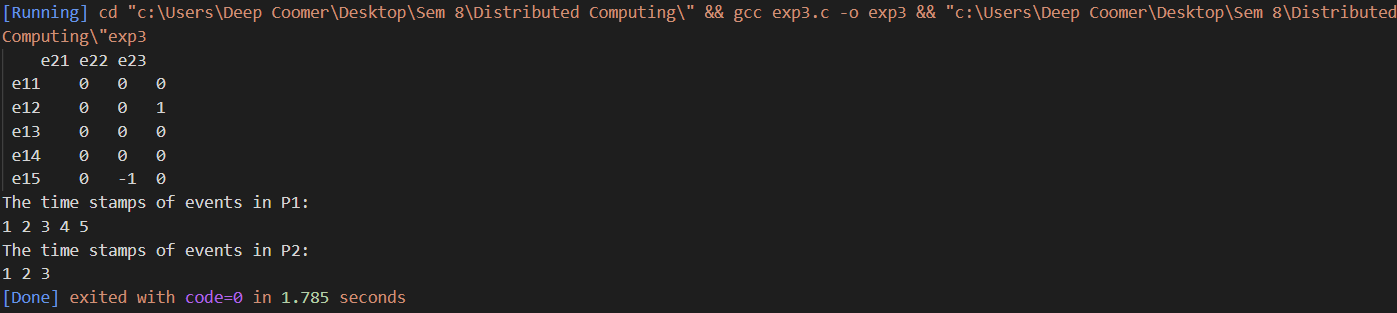 [Running] cd "c:\Users\Deep Coomer\Desktop\Sem 8\Distributed Computing\" && gcc exp3.c -o exp3 && "c:\Users\Deep Coomer\Desktop\Sem 8\Distributed
Computing\"exp3
e21 e22 e23
e11 0 0 0
e12 0 0 1
e13 0 0 0
e14 0 0 0
e15 0 -1 0
The time stamps of events in P1:
1 2 3 4 5
The time stamps of events in P2:
1 2 3
[Done] exited with code=0 in 1.785 seconds